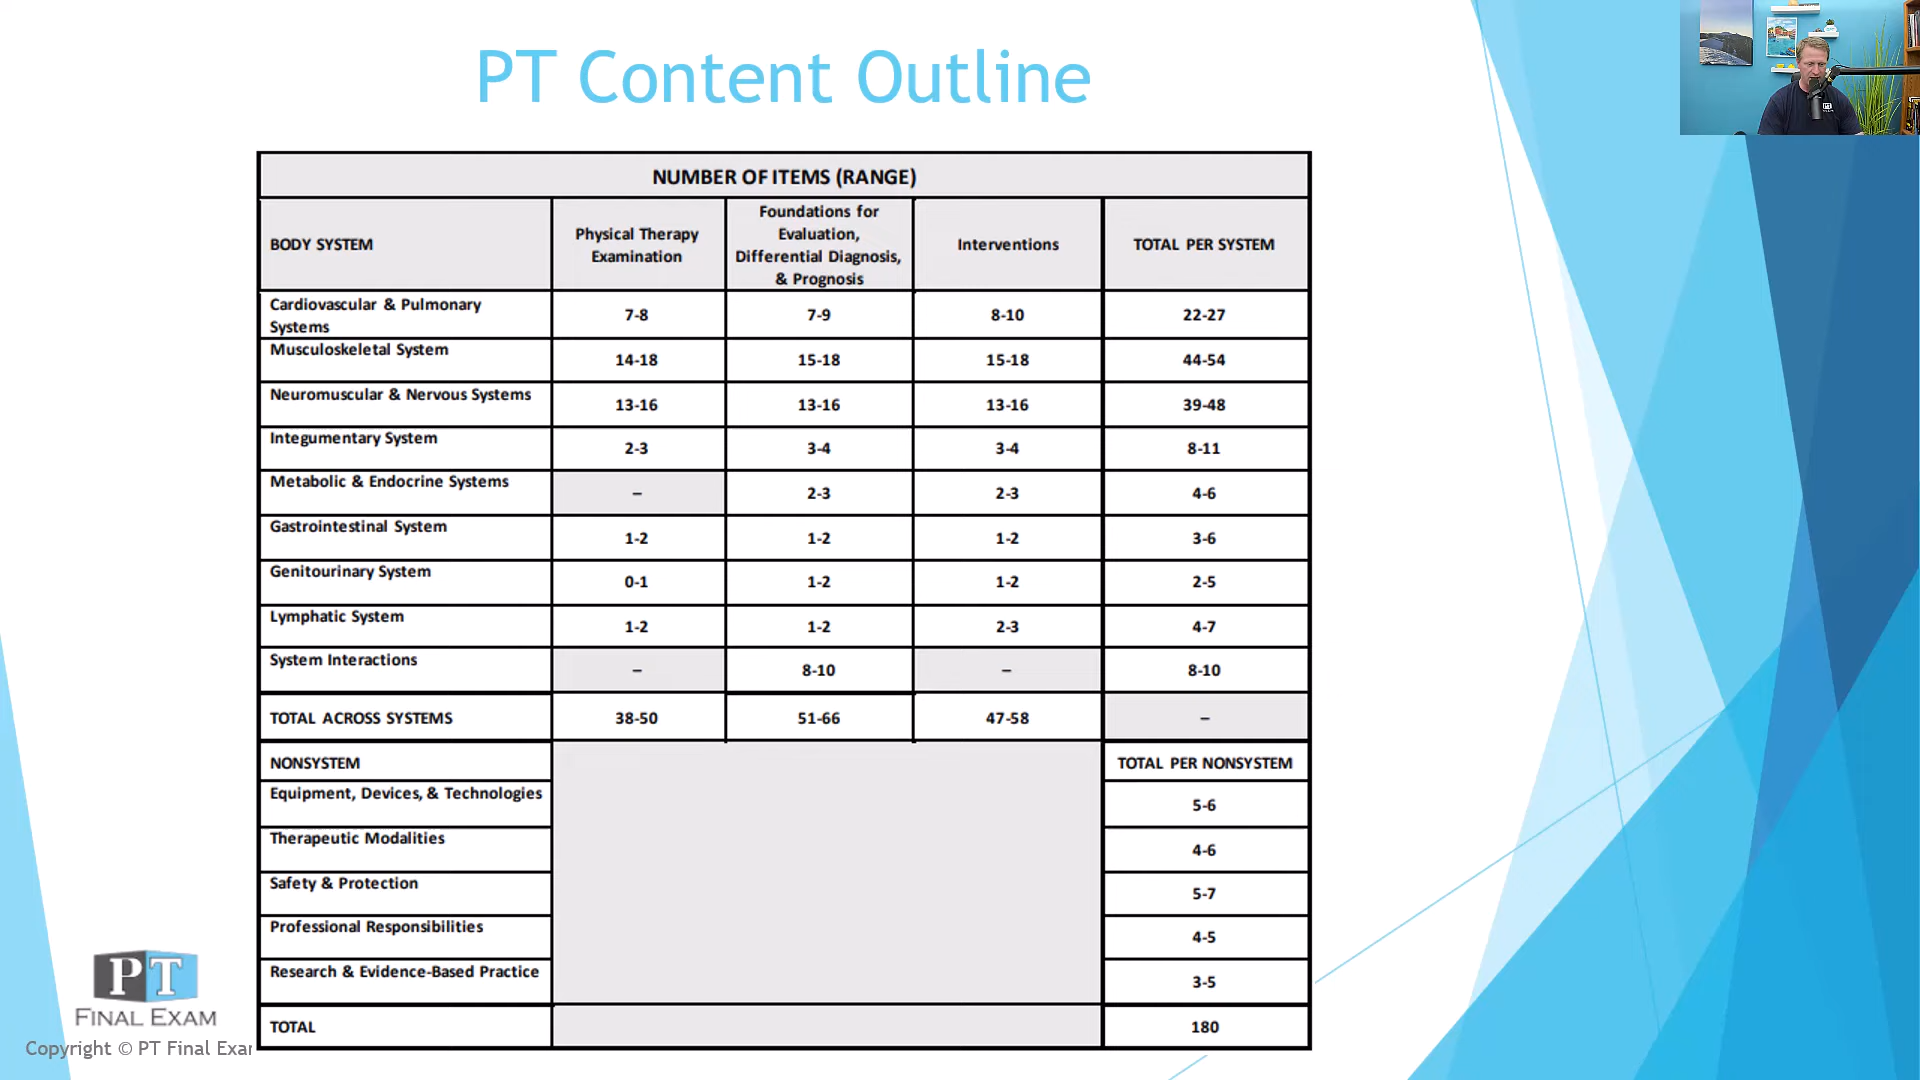 PT Content Outline
NUMBER OF ITEMS (RANGE)
BODY SYSTEM
Physical Therapy
Examination
Foundations for
Evaluation,
Differential Diagnosis,
& Prognosis
Interventions
TOTAL PER SYSTEM
Cardiovascular & Pulmonary
Systems
7-8
7-9
8-10
22-27
Musculoskeletal System
14-18
15-18
15-18
44-54
Neuromuscular & Nervous Systems
13-16
13-16
13-16
39-48
Integumentary System
2-3
3-4
3-4
8-11
Metabolic & Endocrine Systems
–
2-3
2-3
4-6
Gastrointestinal System
1-2
1-2
1-2
3-6
Genitourinary System
0-1
1-2
1-2
2-5
Lymphatic System
1-2
1-2
2-3
4-7
System Interactions
–
8-10
–
8-10
TOTAL ACROSS SYSTEMS
38-50
51-66
47-58
–
NONSYSTEM
TOTAL PER NONSYSTEM
Equipment, Devices, & Technologies
5-6
Therapeutic Modalities
4-6
Safety & Protection
5-7
Professional Responsibilities
4-5
Research & Evidence-Based Practice
3-5
TOTAL
180
PT
FINAL EXAM
Copyright © PT Final Exar